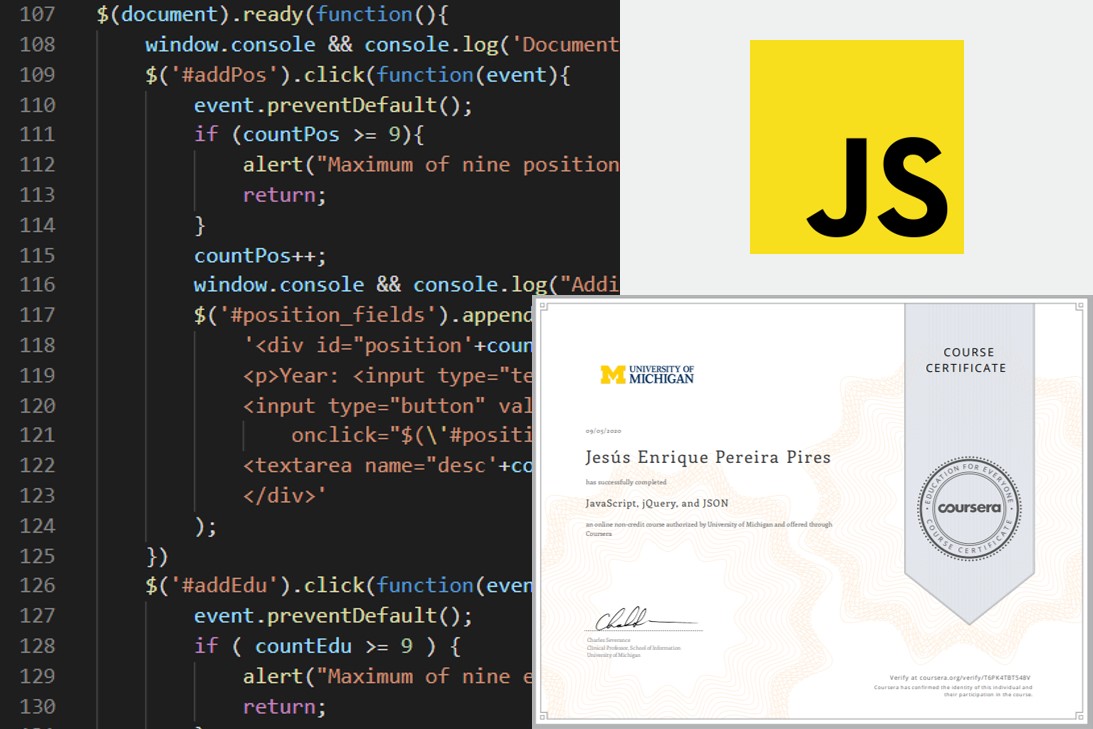 107 $(document).ready(function(){
108 window.console && console.log('Document
109 $('#addPos').click(function(event){
110 event.preventDefault();
111 if (countPos >= 9){
112 alert("Maximum of nine position
113 return;
114 }
115 countPos++;
116 window.console && console.log("Addi
117 $('#position_fields').append
118 '<div id="position'+coun
119 <p>Year: <input type="te
120 <input type="button" val
121 onclick="$(\'#positi
122 <textarea name="desc'+co
123 </div>'
124 );
125 })
126 $('#addEdu').click(function(even
127 event.preventDefault();
128 if ( countEdu >= 9 ) {
129 alert("Maximum of nine e
130 return;
JS
UNIVERSITY OF
MICHIGAN
09/05/2020
Jesús Enrique Pereira Pires
has successfully completed
JavaScript, jQuery, and JSON
an online non-credit course authorized by University of Michigan and offered through
Coursera
Charles Severance
Clinical Professor, School of Information
University of Michigan
COURSE
CERTIFICATE
EDUCATION FOR EVERYONE
coursera
COURSE CERTIFICATE
Verify at coursera.org/verify/T6PK4TBT548V
Coursera has confirmed the identity of this individual and
their participation in the course.